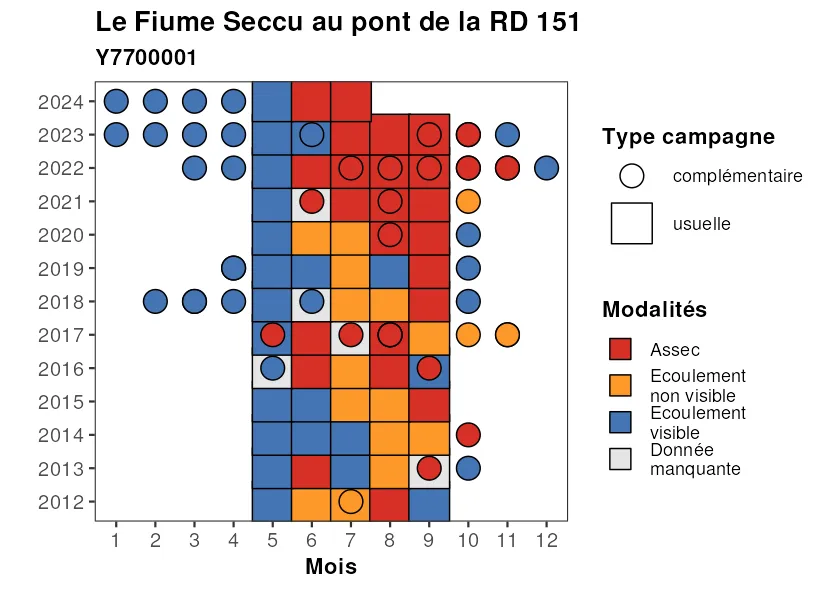 Le Fiume Seccu au pont de la RD 151
Y7700001
2024
2023
2022
2021
2020
2019
2018
2017
2016
2015
2014
2013
2012
1 2 3 4 5 6 7 8 9 10 11 12
Mois
Type campagne
complémentaire
usuelle
Modalités
Assec
Ecoulement
non visible
Ecoulement
visible
Donnée
manquante